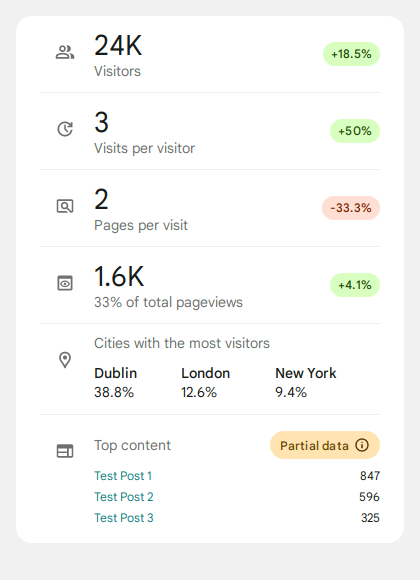 24K
+18.5%
Visitors
3
+50%
Visits per visitor
2
-33.3%
Pages per visit
1.6K
+4.1%
33% of total pageviews
Cities with the most visitors
Dublin London New York
38.8% 12.6% 9.4%
Top content Partial data
Test Post 1 847
Test Post 2 596
Test Post 3 325